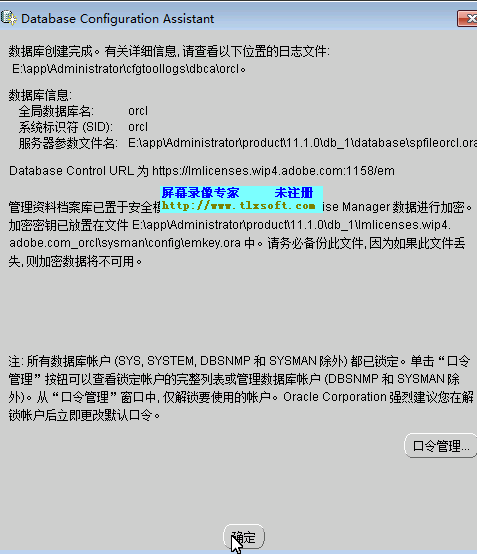 Database Configuration Assistant
数据库创建完成。有关详细信息,请查看以下位置的日志文件:
E:\app\Administrator\cfgtoollogs\dbca\orcl。
数据库信息:
全局数据库名: orcl
系统标识符 (SID): orcl
服务器参数文件名: E:\app\Administrator\product\11.1.0\db_1\database\spfileorcl.ora
Database Control URL 为 https://lmlicenses.wip4.adobe.com:1158/em
屏幕录像专家 未注册
管理资料档案库已置于安全模 http://www.tlxsoft.com ise Manager 数据进行加密。
加密密钥已放置在文件 E:\app\Administrator\product\11.1.0\db_1\lmlicenses.wip4.
adobe.com_orcl\sysman\config\emkey.ora 中。请务必备份此文件, 因为如果此文件丢
失, 则加密数据将不可用。
注: 所有数据库帐户 (SYS, SYSTEM, DBSNMP 和 SYSMAN 除外) 都已锁定。单击“口令
管理”按钮可以查看锁定帐户的完整列表或管理数据库帐户 (DBSNMP 和 SYSMAN 除
外)。从“口令管理”窗口中, 仅解锁要使用的帐户。Oracle Corporation 强烈建议您在解
锁帐户后立即更改默认口令。
口令管理...
确定